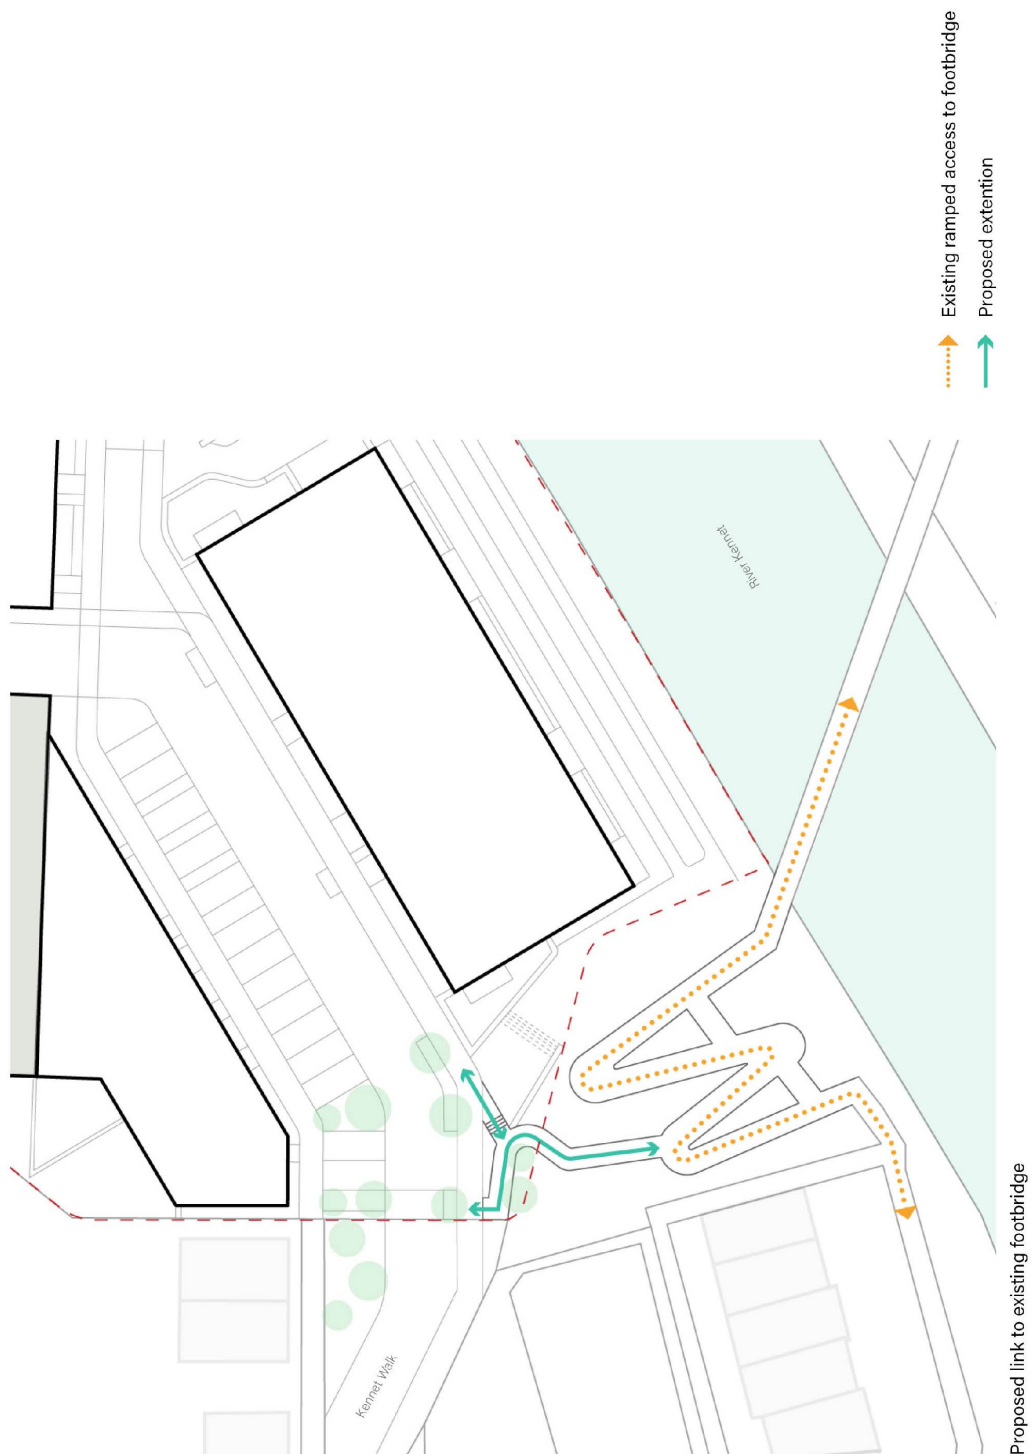 Existing ramped access to footbridge
Proposed extention
River Kennet
Kennet Walk
Proposed link to existing footbridge